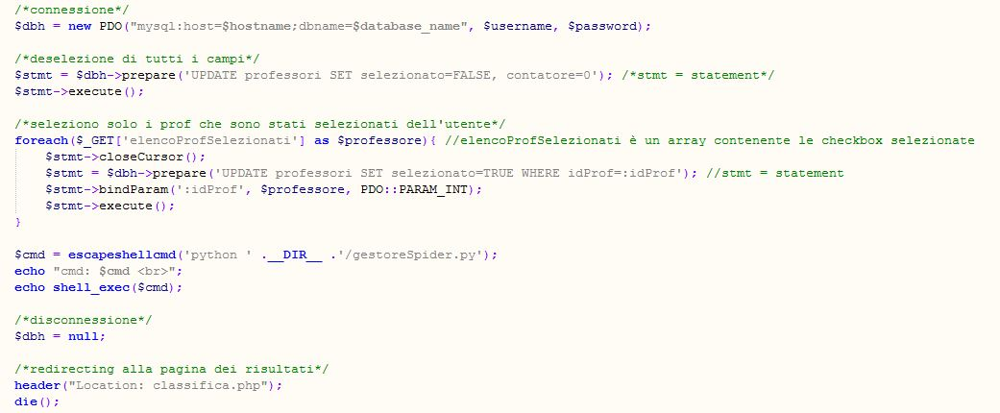 /*connessione*/
$dbh = new PDO("mysql:host=$hostname;dbname=$database_name", $username, $password);
/*deselezione di tutti i campi*/
$stmt = $dbh->prepare('UPDATE professori SET selezionato=FALSE, contatore=0'); /*stmt = statement*/
$stmt->execute();
/*seleziono solo i prof che sono stati selezionati dell'utente*/
foreach($_GET['elencoProfSelezionati'] as $professore){ //elencoProfSelezionati è un array contenente le checkbox selezionate
$stmt->closeCursor();
$stmt = $dbh->prepare('UPDATE professori SET selezionato=TRUE WHERE idProf=:idProf'); //stmt = statement
$stmt->bindParam(':idProf', $professore, PDO::PARAM_INT);
$stmt->execute();
}
$cmd = escapeshellcmd('python ' .__DIR__ .'/gestoreSpider.py');
echo "cmd: $cmd <br>";
echo shell_exec($cmd);
/*disconnessione*/
$dbh = null;
/*redirecting alla pagina dei risultati*/
header("Location: classifica.php");
die();